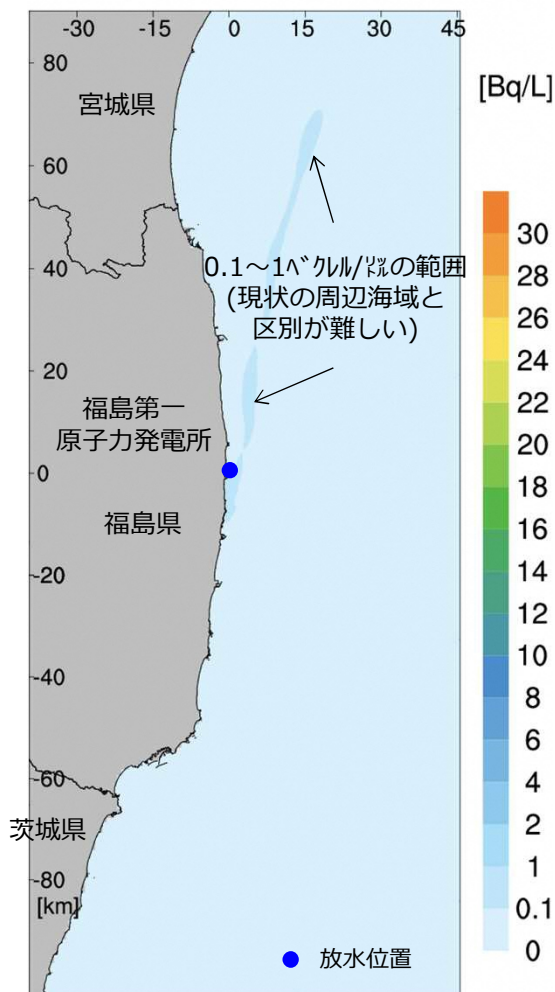 -30 -15 0 15 30 45
[Bq/L]
80
宮城県
60
40
0.1～1ﾍﾞｸﾚﾙ/㍑の範囲
(現状の周辺海域と
区別が難しい)
20
福島第一
原子力発電所
0
福島県
-20
-40
-60
茨城県
-80
[km]
放水位置
30
28
26
24
22
20
18
16
14
12
10
8
6
4
2
1
0.1
0